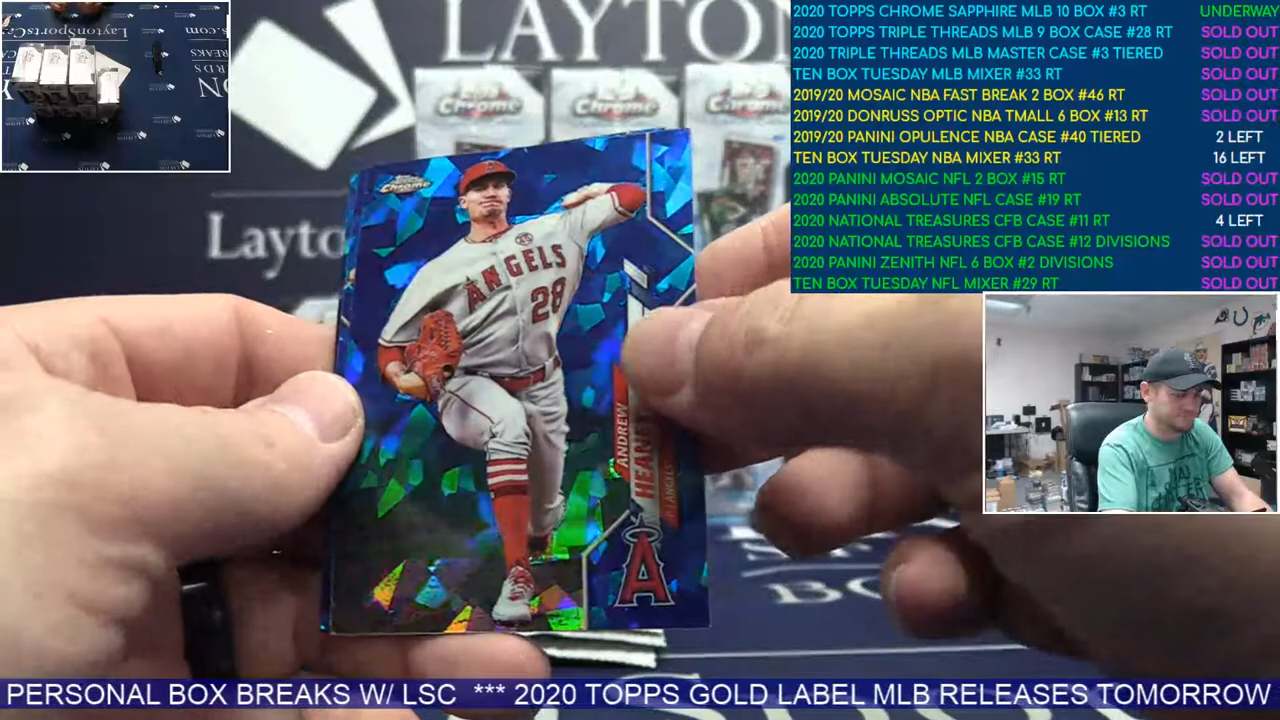 2020 TOPPS CHROME SAPPHIRE MLB 10 BOX #3 RT UNDERWAY
2020 TOPPS TRIPLE THREADS MLB 9 BOX CASE #28 RT SOLD OUT
2020 TRIPLE THREADS MLB MASTER CASE #3 TIERED SOLD OUT
TEN BOX TUESDAY MLB MIXER #33 RT SOLD OUT
2019/20 MOSAIC NBA FAST BREAK 2 BOX #46 RT SOLD OUT
2019/20 DONRUSS OPTIC NBA TMALL 6 BOX #13 RT SOLD OUT
2019/20 PANINI OPULENCE NBA CASE #40 TIERED 2 LEFT
TEN BOX TUESDAY NBA MIXER #33 RT 16 LEFT
2020 PANINI MOSAIC NFL 2 BOX #15 RT SOLD OUT
2020 PANINI ABSOLUTE NFL CASE #19 RT SOLD OUT
2020 NATIONAL TREASURES CFB CASE #11 RT 4 LEFT
2020 NATIONAL TREASURES CFB CASE #12 DIVISIONS SOLD OUT
2020 PANINI ZENITH NFL 6 BOX #2 DIVISIONS SOLD OUT
TEN BOX TUESDAY NFL MIXER #29 RT SOLD OUT
LAYTON
Chrome
Chrome
Layto
Chrome
ANGELS
28
ANDREW
ANGELS
A
PERSONAL BOX BREAKS W/ LSC *** 2020 TOPPS GOLD LABEL MLB RELEASES TOMORROW